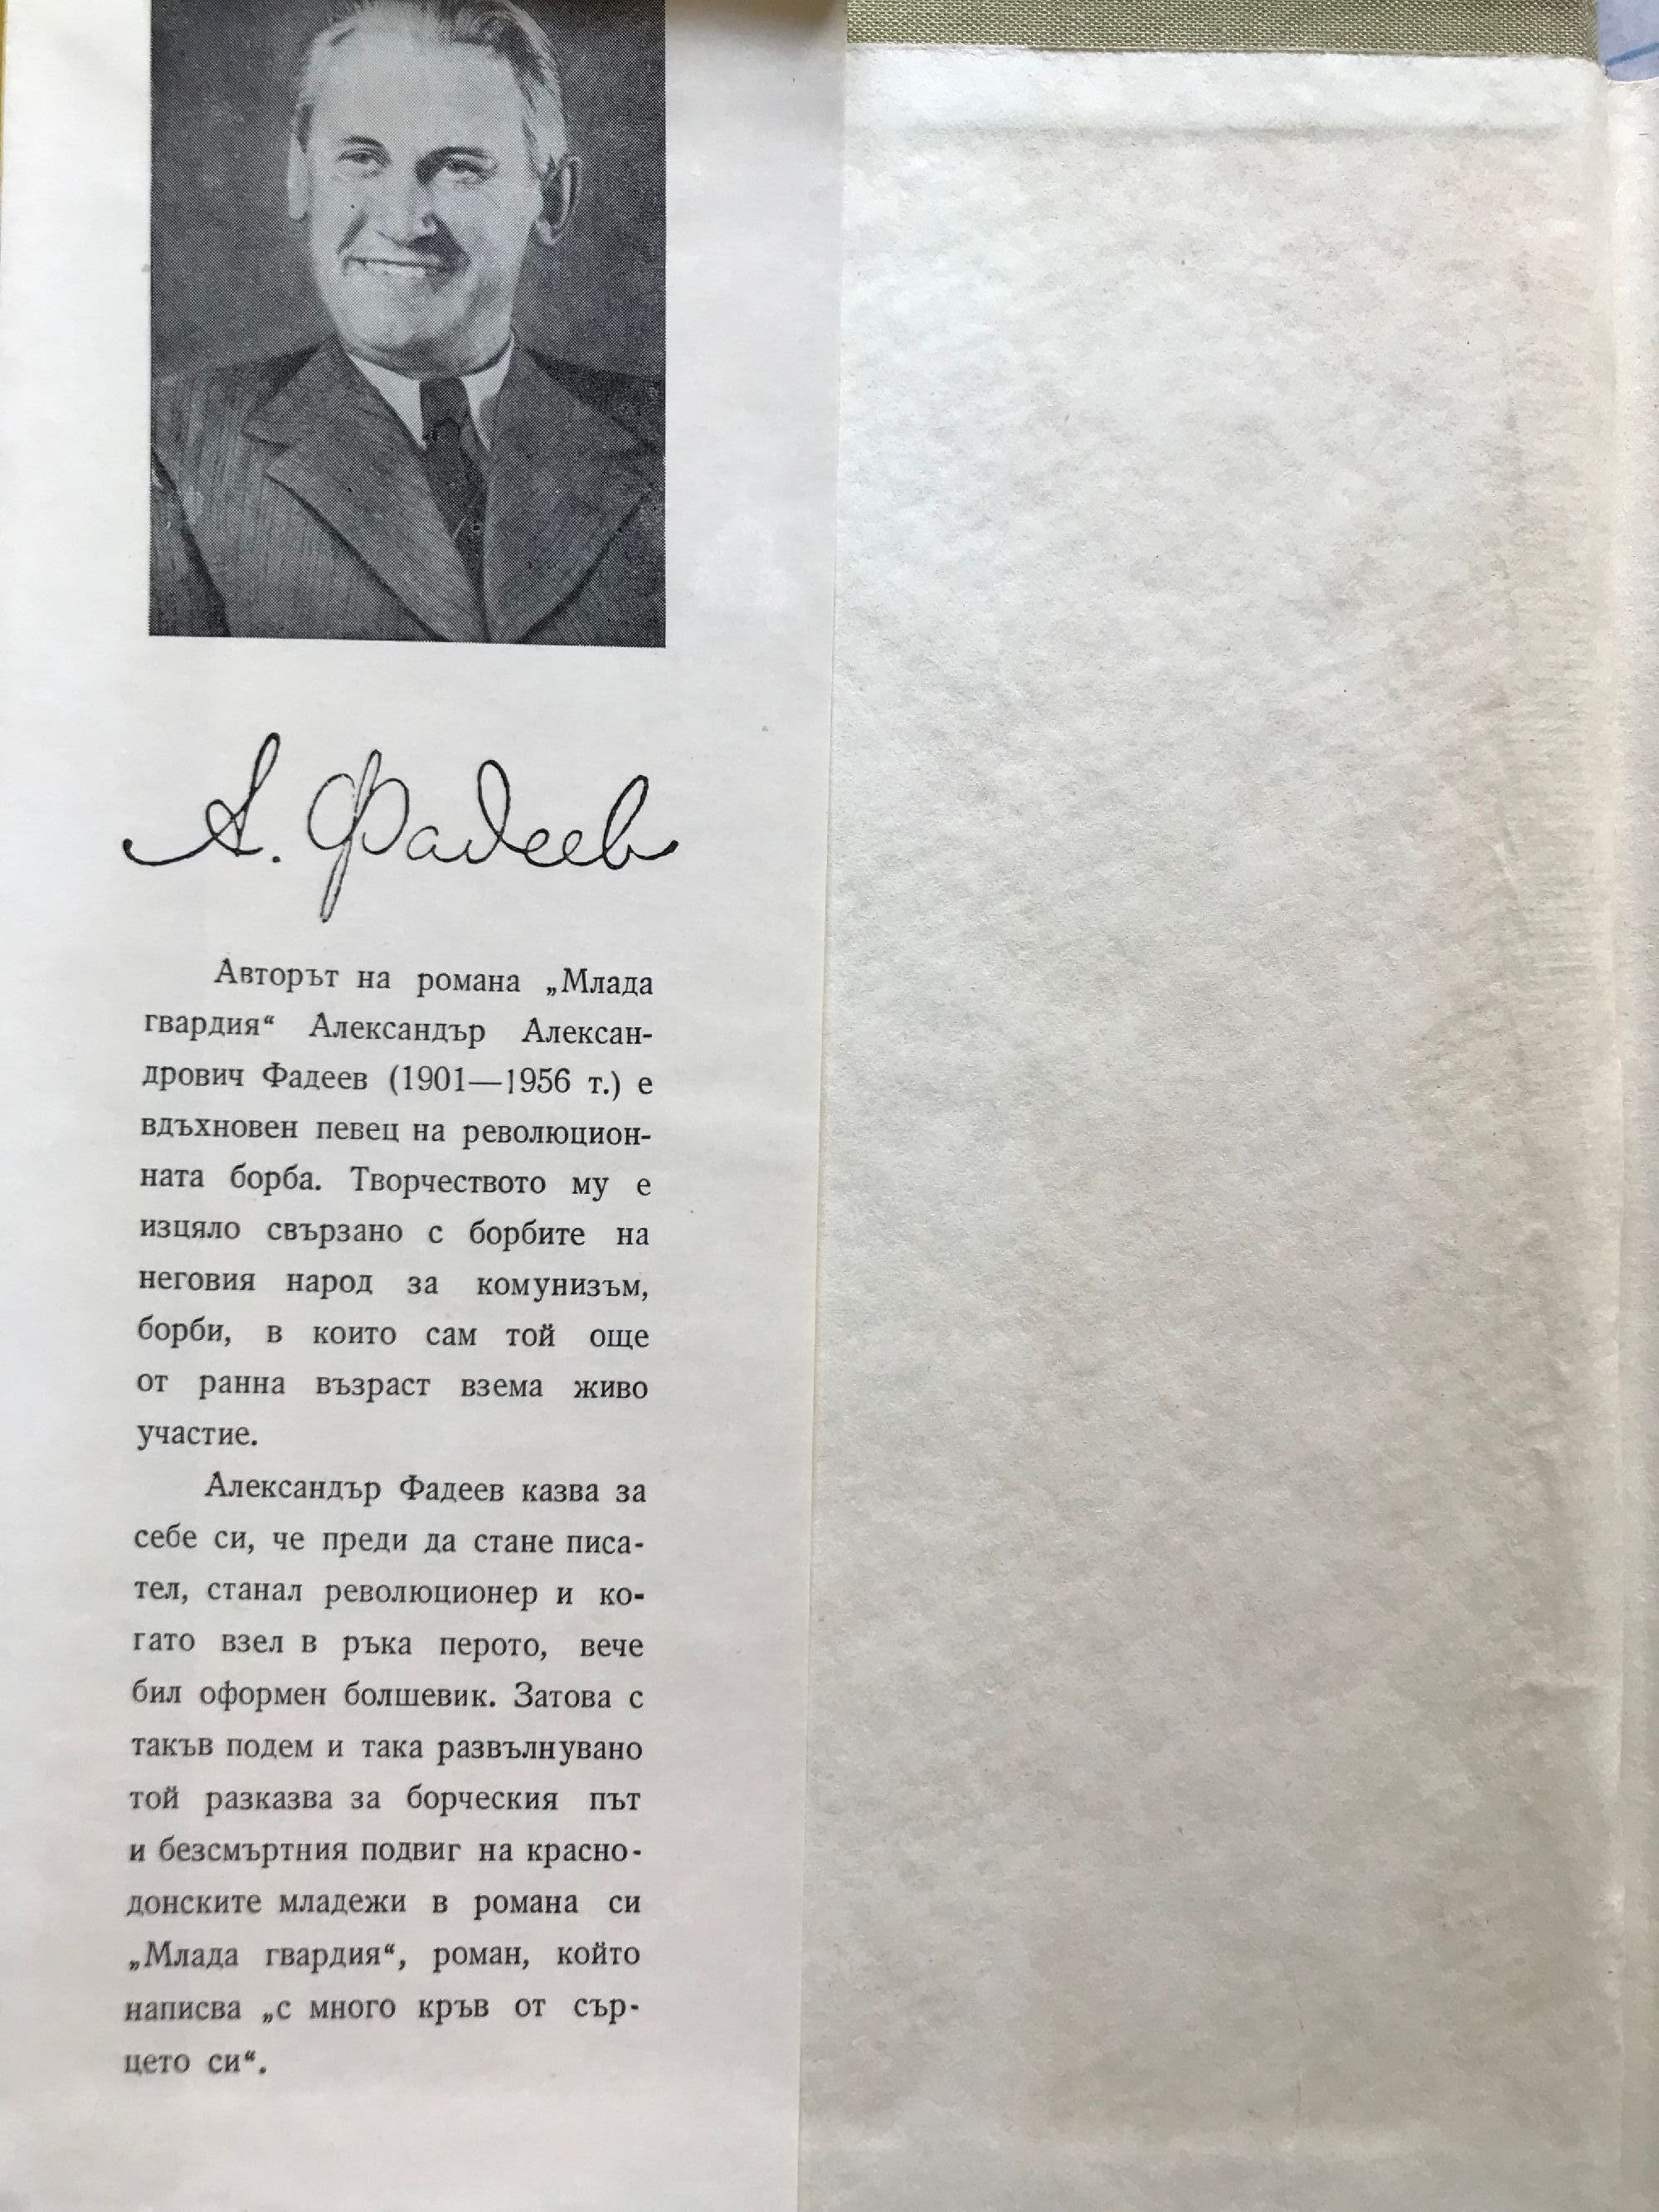 А. Фадеев
Авторът на романа „Млада
гвардия“ Александър Алексан-
дрович Фадеев (1901—1956 т.) е
вдъхновен певец на революцион-
ната борба. Творчеството му е
изцяло свързано с борбите на
неговия народ за комунизъм,
борби, в които сам той още
от ранна възраст взема живо
участие.
Александър Фадеев казва за
себе си, че преди да стане писа-
тел, станал революционер и ко-
гато взел в ръка перото, вече
бил оформен болшевик. Затова с
такъв подем и така развълнувано
той разказва за борческия път
и безсмъртния подвиг на красно-
донските младежи в романа си
„Млада гвардия“, роман, който
написва „с много кръв от сър-
цето си“.